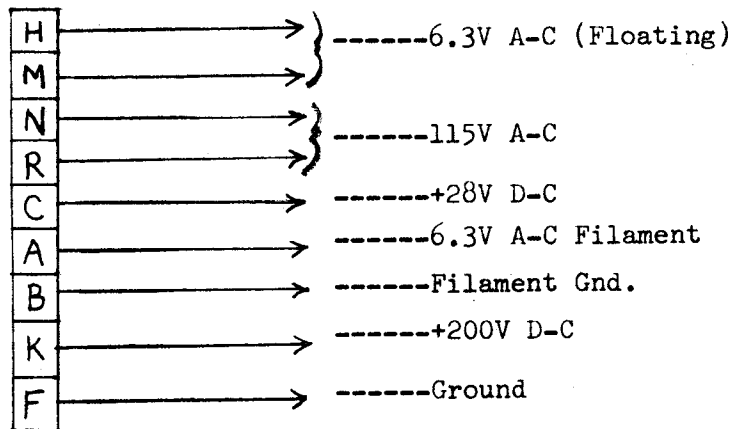 H
------6.3V A-C (Floating)
M
N
------115V A-C
R
C ------+28V D-C
A ------6.3V A-C Filament
B ------Filament Gnd.
K ------+200V D-C
F ------Ground